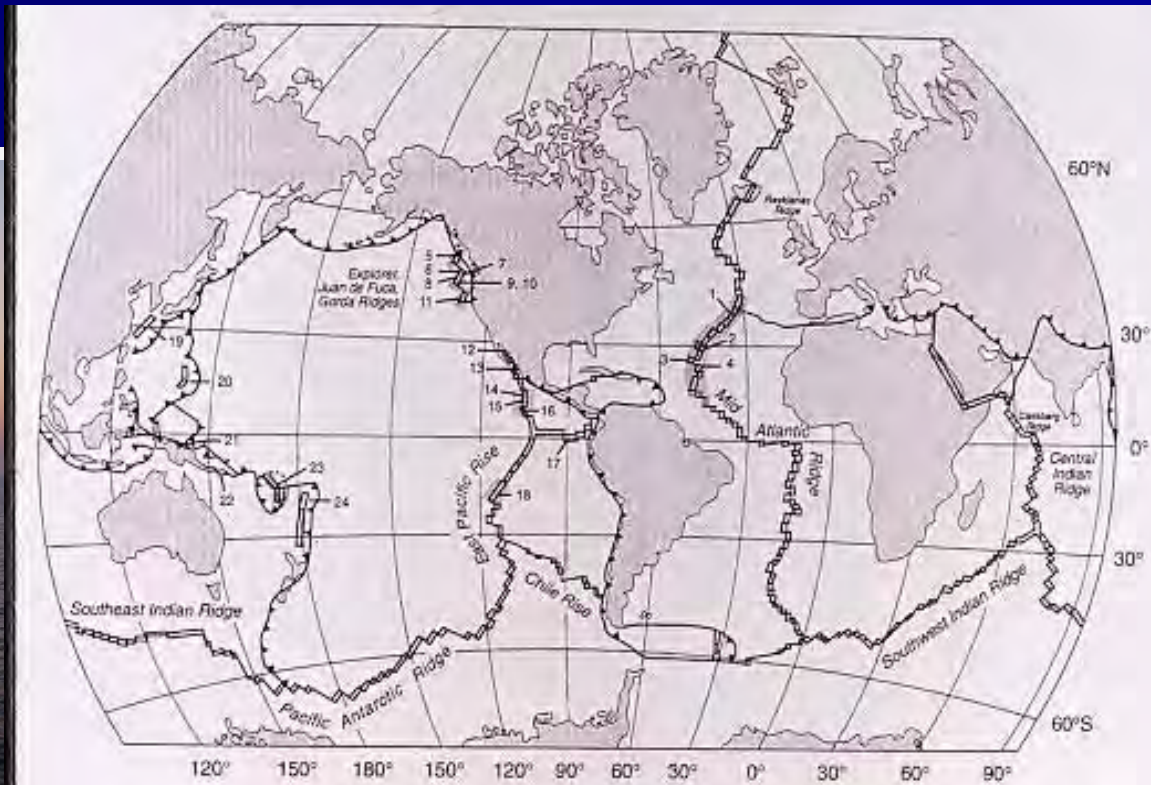 60°N
Reykjanes
Ridge
5
6
7
8
9, 10
11
Explorer,
Juan de Fuca,
Gorda Ridges
1
2
3
4
30°
12
13
14
15
16
17
18
19
20
21
22
23
24
Mid
Atlantic
Ridge
Carlsberg
Ridge
0°
Central
Indian
Ridge
East Pacific Rise
30°
Chile Rise
Southeast Indian Ridge
Southwest Indian Ridge
Pacific Antarctic Ridge
60°S
120° 150° 180° 150° 120° 90° 60° 30° 0° 30° 60° 90°